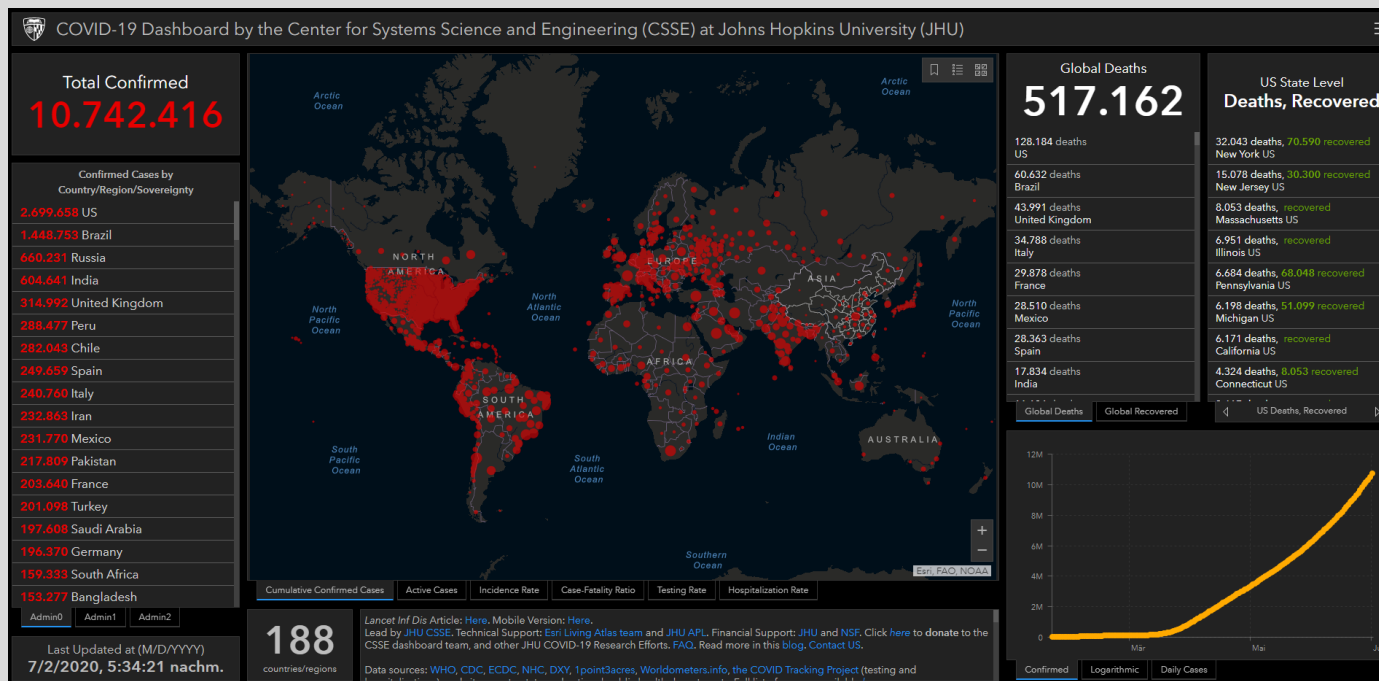 COVID-19 Dashboard by the Center for Systems Science and Engineering (CSSE) at Johns Hopkins University (JHU)
Total Confirmed
10.742.416
Confirmed Cases by
Country/Region/Sovereignty
2.699.658 US
1.448.753 Brazil
660.231 Russia
604.641 India
314.992 United Kingdom
288.477 Peru
282.043 Chile
249.659 Spain
240.760 Italy
232.863 Iran
231.770 Mexico
217.809 Pakistan
203.640 France
201.098 Turkey
197.608 Saudi Arabia
196.370 Germany
159.333 South Africa
153.277 Bangladesh
Admin0
Admin1
Admin2
Last Updated at (M/D/YYYY)
7/2/2020, 5:34:21 nachm.
Arctic
Ocean
Arctic
Ocean
NORTH
AMERICA
EUROPE
ASIA
North
Pacific
Ocean
North
Atlantic
Ocean
North
Pacific
Ocean
AFRICA
SOUTH
AMERICA
Indian
Ocean
AUSTRALIA
South
Pacific
Ocean
South
Atlantic
Ocean
Southern
Ocean
+
−
Esri, FAO, NOAA
Cumulative Confirmed Cases
Active Cases
Incidence Rate
Case-Fatality Ratio
Testing Rate
Hospitalization Rate
188
countries/regions
Lancet Inf Dis Article: Here. Mobile Version: Here.
Lead by JHU CSSE. Technical Support: Esri Living Atlas team and JHU APL. Financial Support: JHU and NSF. Click here to donate to the
CSSE dashboard team, and other JHU COVID-19 Research Efforts. FAQ. Read more in this blog. Contact US.
Data sources: WHO, CDC, ECDC, NHC, DXY, 1point3acres, Worldometers.info, the COVID Tracking Project (testing and
Global Deaths
517.162
128.184 deaths
US
60.632 deaths
Brazil
43.991 deaths
United Kingdom
34.788 deaths
Italy
29.878 deaths
France
28.510 deaths
Mexico
28.363 deaths
Spain
17.834 deaths
India
Global Deaths
Global Recovered
US State Level
Deaths, Recovered
32.043 deaths, 70.590 recovered
New York US
15.078 deaths, 30.300 recovered
New Jersey US
8.053 deaths, recovered
Massachusetts US
6.951 deaths, recovered
Illinois US
6.684 deaths, 68.048 recovered
Pennsylvania US
6.198 deaths, 51.099 recovered
Michigan US
6.171 deaths, recovered
California US
4.324 deaths, 8.053 recovered
Connecticut US
US Deaths, Recovered
12M
10M
8M
6M
4M
2M
0
Mär
Mai
Confirmed
Logarithmic
Daily Cases